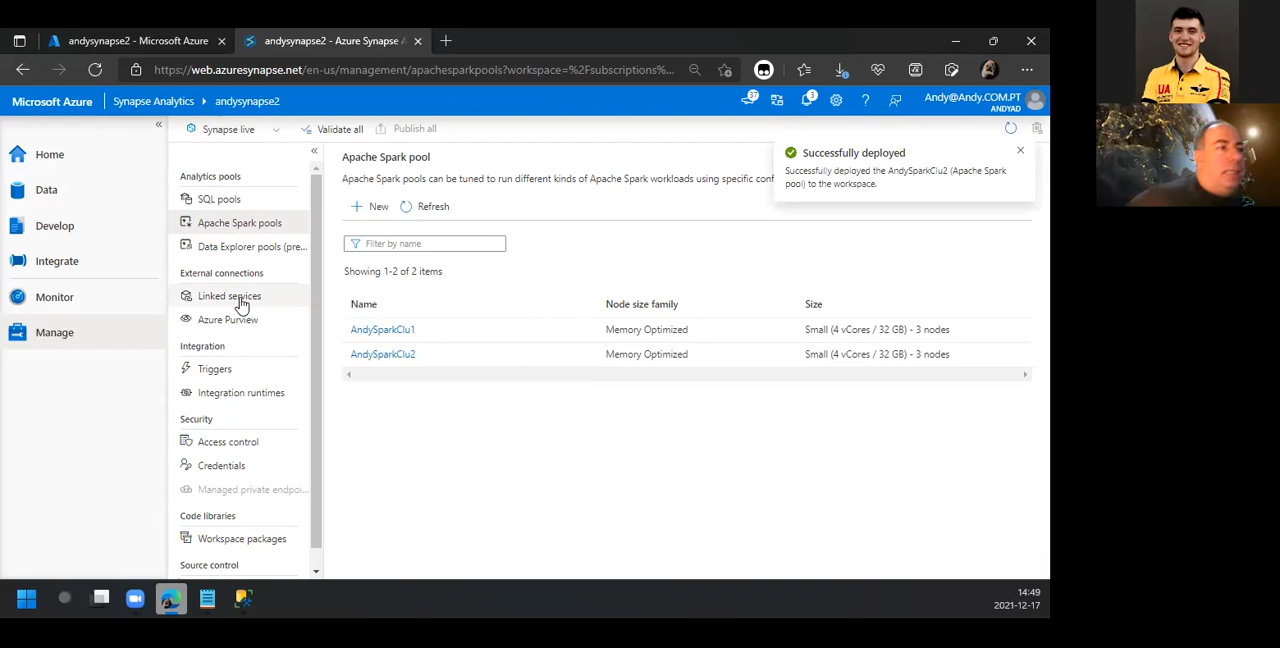 andysynapse2 - Microsoft Azure
andysynapse2 - Azure Synapse A
https://web.azuresynapse.net/en-us/management/apachesparkpools?workspace=%2Fsubscriptions%...
Microsoft Azure
Synapse Analytics
andysynapse2
37
3
Andy@Andy.COM.PT
ANDYAD
Home
Data
Develop
Integrate
Monitor
Manage
Synapse live
Validate all
Publish all
Analytics pools
SQL pools
Apache Spark pools
Data Explorer pools (pre...
External connections
Linked services
Azure Purview
Integration
Triggers
Integration runtimes
Security
Access control
Credentials
Managed private endpoi...
Code libraries
Workspace packages
Source control
Apache Spark pool
Apache Spark pools can be tuned to run different kinds of Apache Spark workloads using specific conf
New
Refresh
Filter by name
Showing 1-2 of 2 items
Name Node size family Size
AndySparkClu1 Memory Optimized Small (4 vCores / 32 GB) - 3 nodes
AndySparkClu2 Memory Optimized Small (4 vCores / 32 GB) - 3 nodes
Successfully deployed
Successfully deployed the AndySparkClu2 (Apache Spark
pool) to the workspace.
14:49
2021-12-17
UA